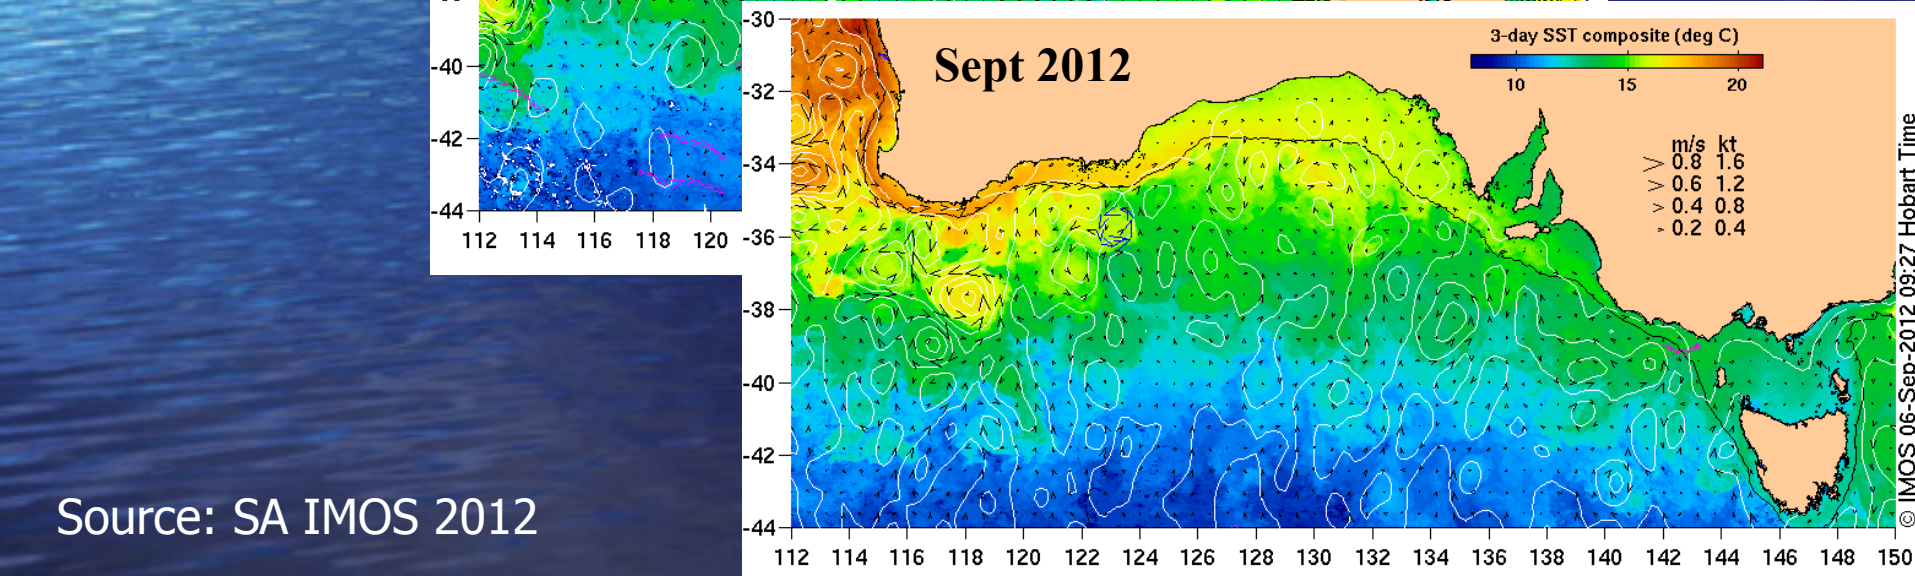 -40
-42
-44
112 114 116 118 120
-30
-32
-34
-36
-38
-40
-42
-44
112 114 116 118 120 122 124 126 128 130 132 134 136 138 140 142 144 146 148 150
Sept 2012
3-day SST composite (deg C)
10 15 20
m/s kt
> 0.8 1.6
> 0.6 1.2
> 0.4 0.8
> 0.2 0.4
© IMOS 06-Sep-2012 09:27 Hobart Time
Source: SA IMOS 2012